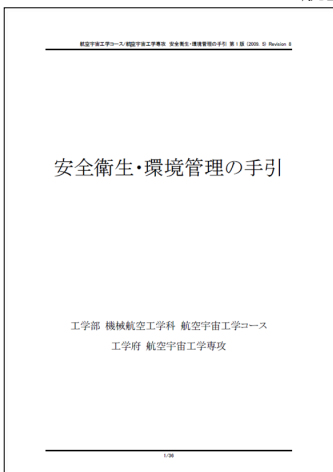 航空宇宙工学コース/航空宇宙工学専攻 安全衛生・環境管理の手引 第1版 (2009. 5) Revision 6
安全衛生・環境管理の手引
工学部 機械航空工学科 航空宇宙工学コース
工学府 航空宇宙工学専攻
1/36